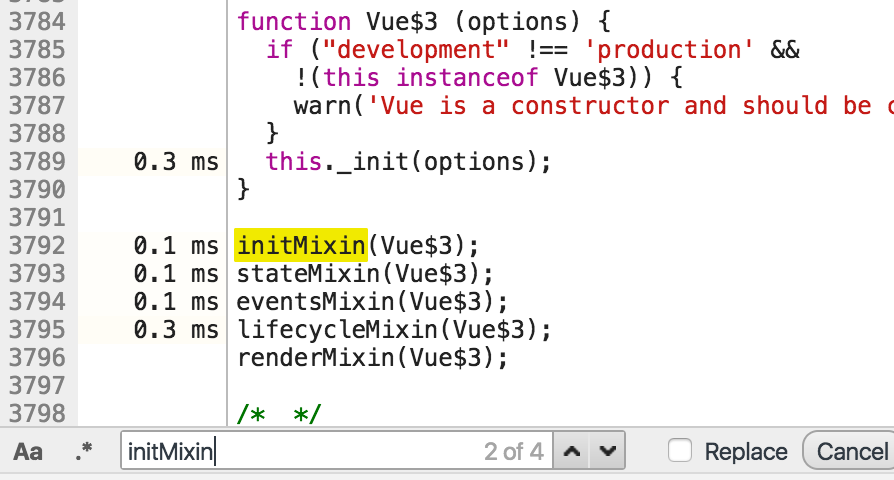 3784 function Vue$3 (options) {
3785 if ("development" !== 'production' &&
3786 !(this instanceof Vue$3)) {
3787 warn('Vue is a constructor and should be
3788 }
3789 0.3 ms this._init(options);
3790 }
3791
3792 0.1 ms initMixin(Vue$3);
3793 0.1 ms stateMixin(Vue$3);
3794 0.1 ms eventsMixin(Vue$3);
3795 0.3 ms lifecycleMixin(Vue$3);
3796 renderMixin(Vue$3);
3797
3798 /* */
Aa .* initMixin 2 of 4 Replace Cancel